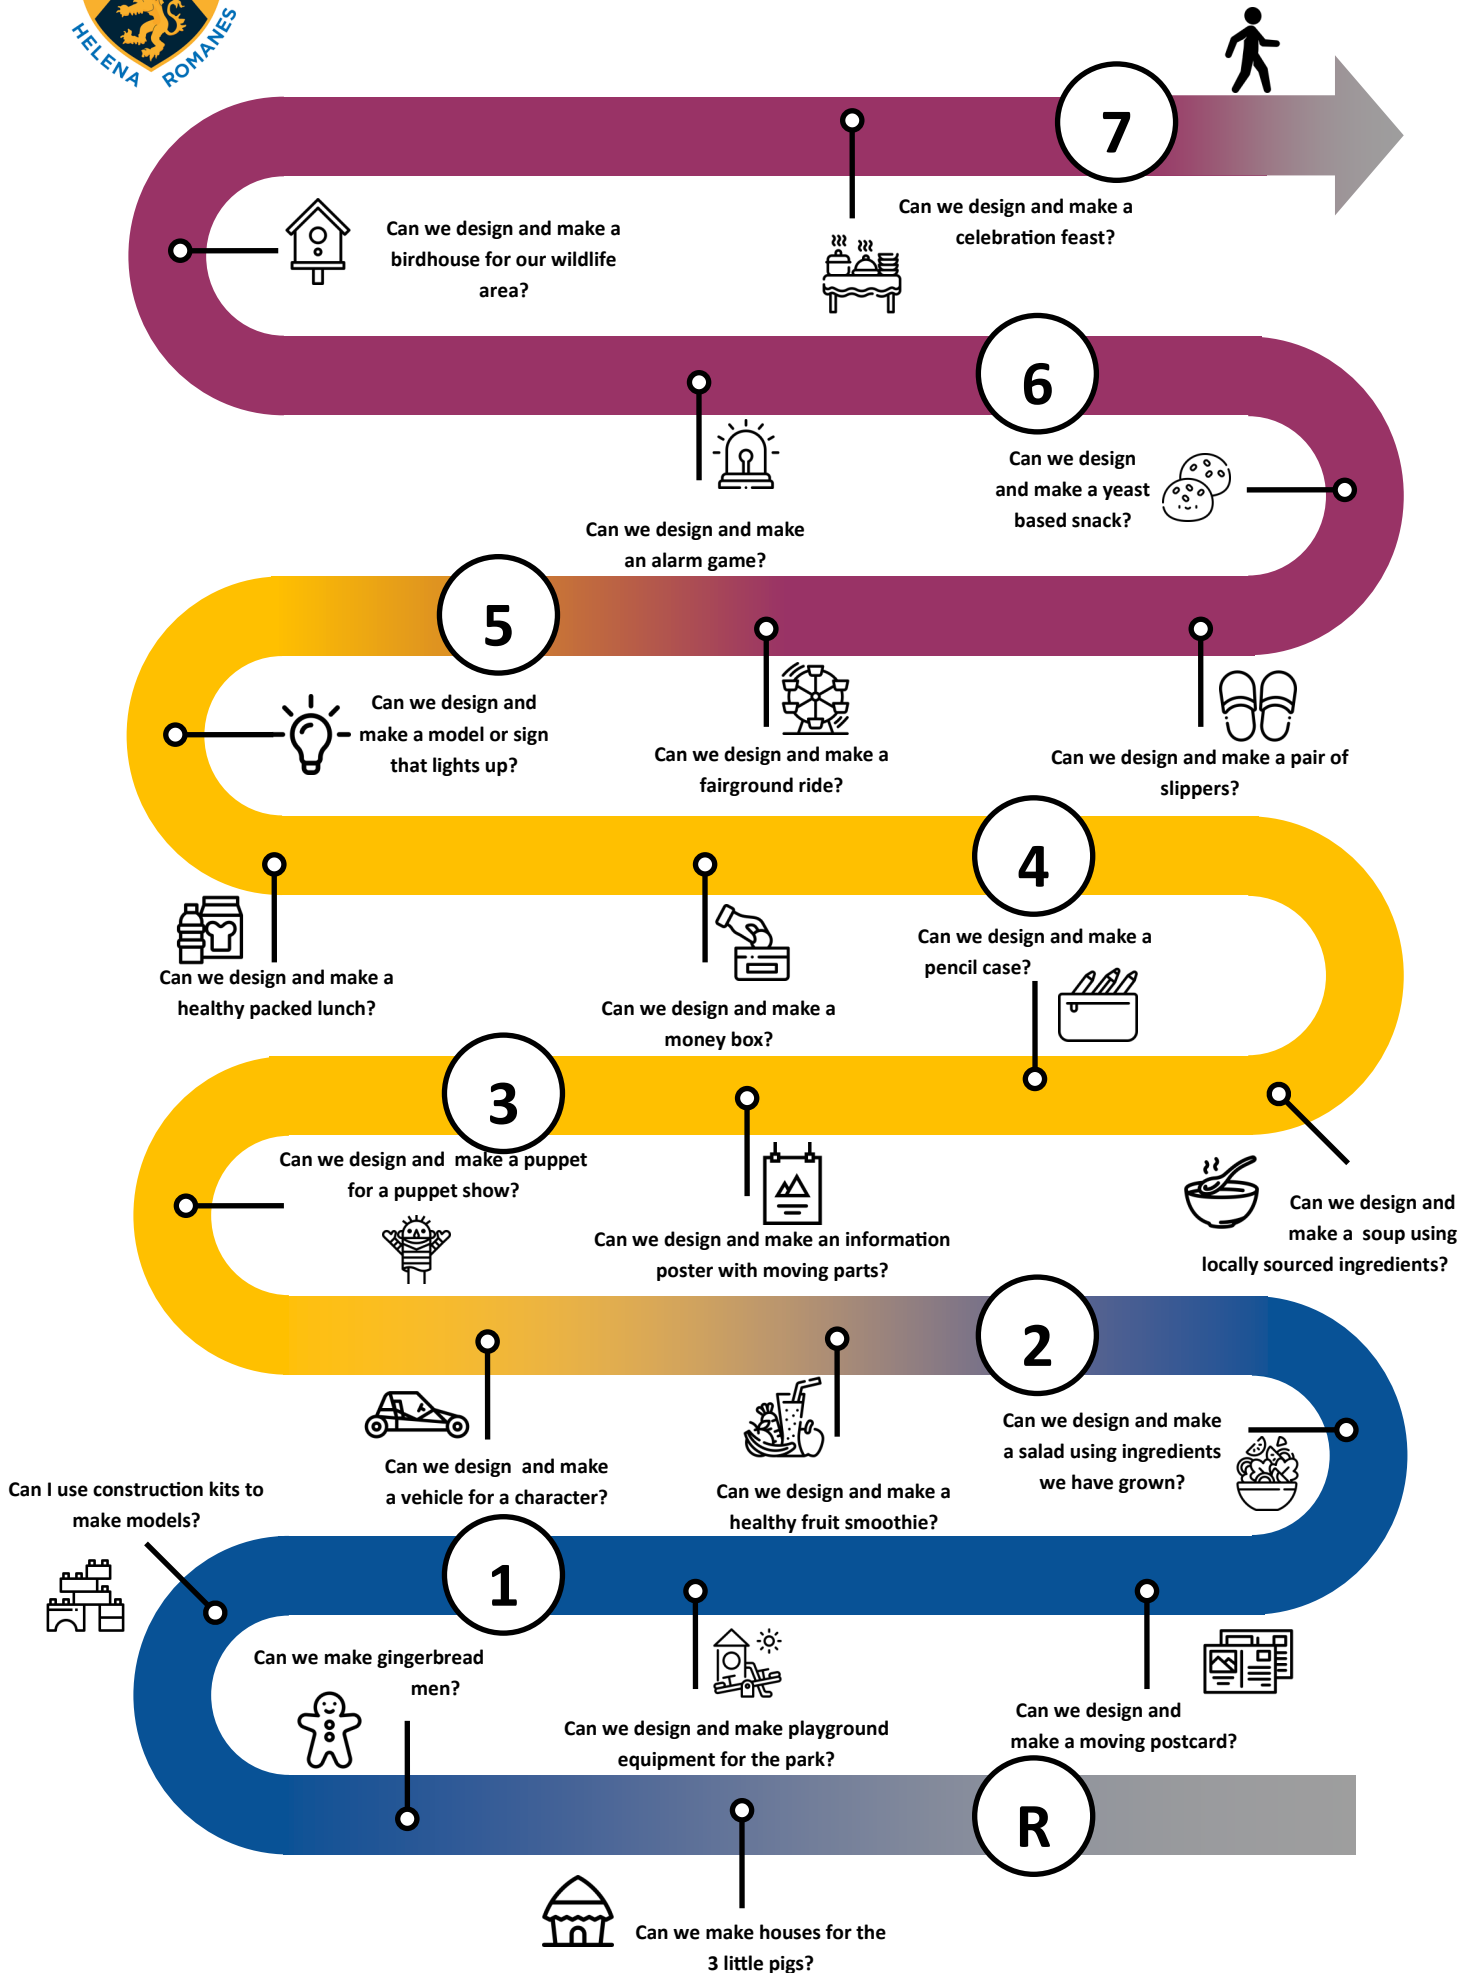 HELENA ROMANES
7
Can we design and make a
celebration feast?
Can we design and make a
birdhouse for our wildlife
area?
6
Can we design
and make a yeast
based snack?
Can we design and make
an alarm game?
5
Can we design and
make a model or sign
that lights up?
Can we design and make a
fairground ride?
Can we design and make a pair of
slippers?
4
Can we design and make a
pencil case?
Can we design and make a
healthy packed lunch?
Can we design and make a
money box?
3
Can we design and make a puppet
for a puppet show?
Can we design and make an information
poster with moving parts?
Can we design and
make a soup using
locally sourced ingredients?
2
Can we design and make
a salad using ingredients
we have grown?
Can we design and make
a vehicle for a character?
Can we design and make a
healthy fruit smoothie?
Can I use construction kits to
make models?
1
Can we make gingerbread
men?
Can we design and make playground
equipment for the park?
Can we design and
make a moving postcard?
R
Can we make houses for the
3 little pigs?